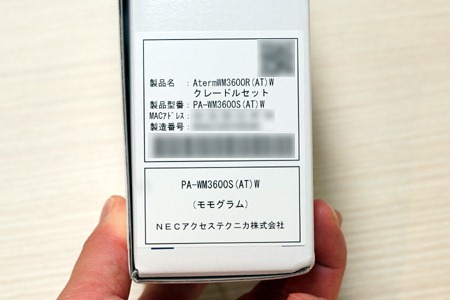 製品名 : AtermWM3600R(AT)W
クレードルセット
製品型番: PA-WM3600S(AT)W
MACアドレス:
製造番号:
PA-WM3600S(AT)W
(モモグラム)
NECアクセステクニカ株式会社